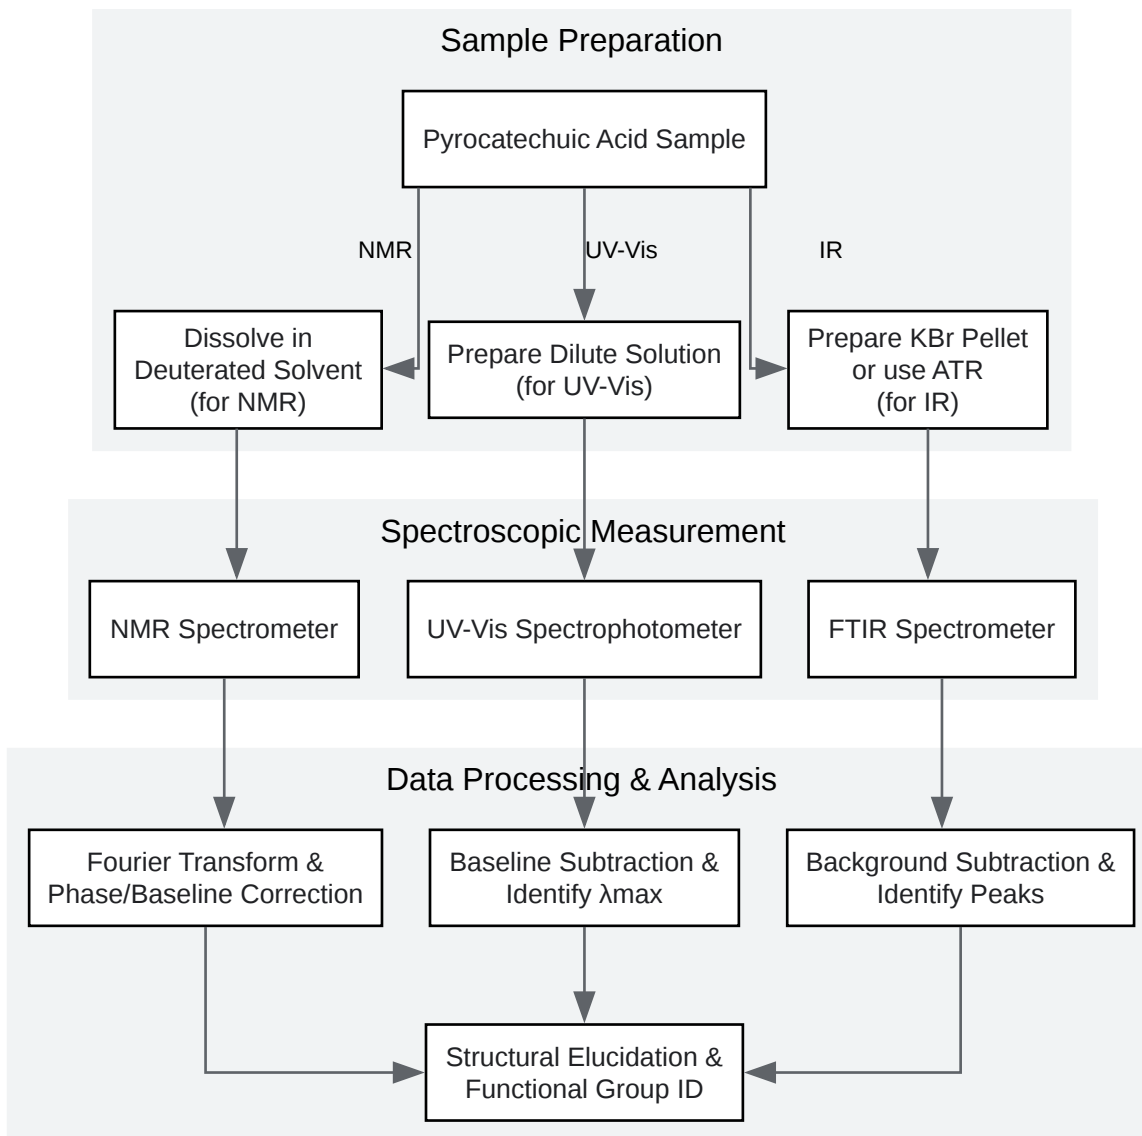 Sample Preparation
Pyrocatechuic Acid Sample
NMR
UV-Vis
IR
Dissolve in
Deuterated Solvent
(for NMR)
Prepare Dilute Solution
(for UV-Vis)
Prepare KBr Pellet
or use ATR
(for IR)
Spectroscopic Measurement
NMR Spectrometer
UV-Vis Spectrophotometer
FTIR Spectrometer
Data Processing & Analysis
Fourier Transform &
Phase/Baseline Correction
Baseline Subtraction &
Identify λmax
Background Subtraction &
Identify Peaks
Structural Elucidation &
Functional Group ID